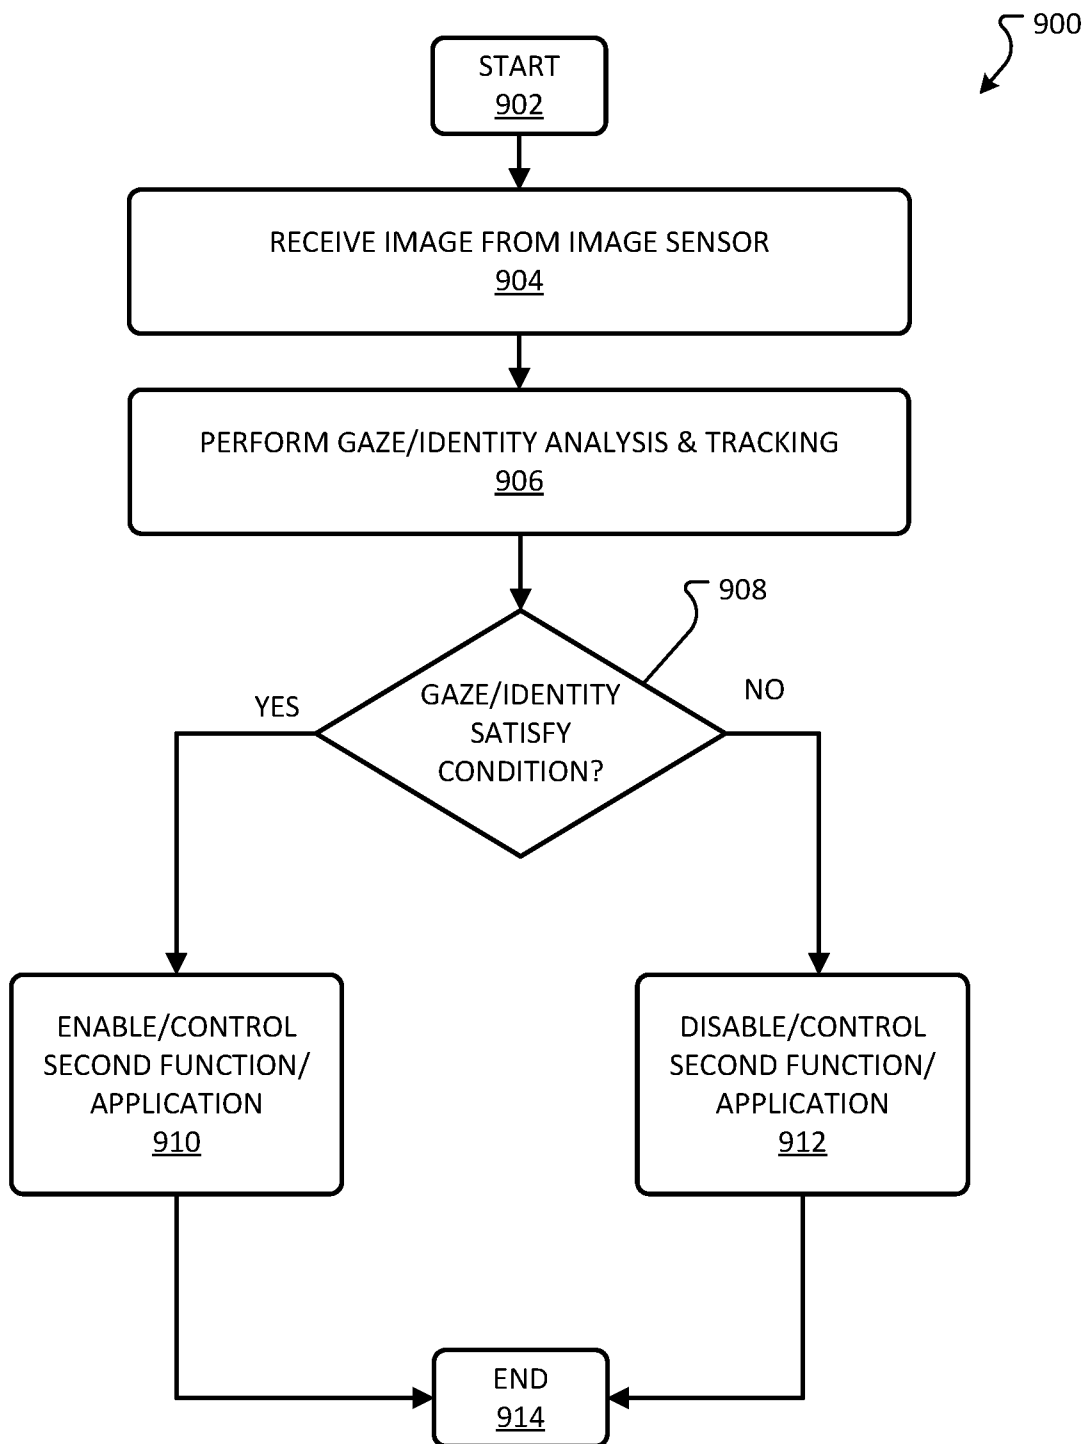 900
START
902
RECEIVE IMAGE FROM IMAGE SENSOR
904
PERFORM GAZE/IDENTITY ANALYSIS & TRACKING
906
908
GAZE/IDENTITY
SATISFY
CONDITION?
YES
NO
ENABLE/CONTROL
SECOND FUNCTION/
APPLICATION
910
DISABLE/CONTROL
SECOND FUNCTION/
APPLICATION
912
END
914